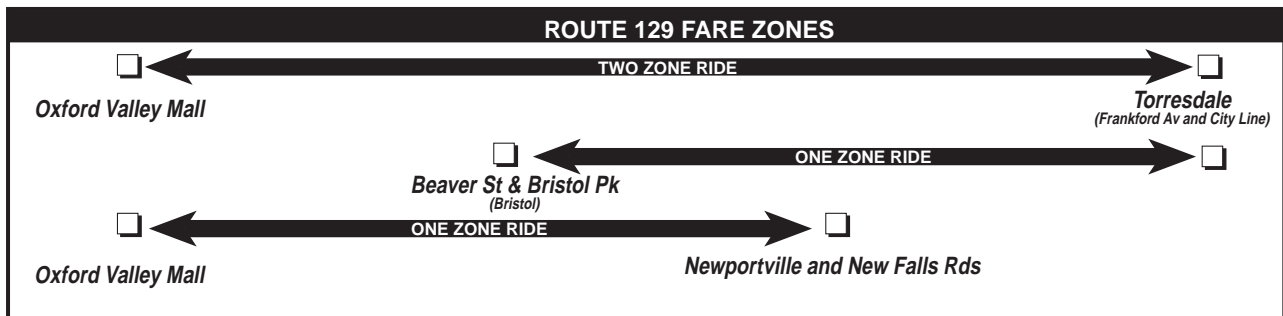 ROUTE 129 FARE ZONES
TWO ZONE RIDE
Oxford Valley Mall
Torresdale
(Frankford Av and City Line)
ONE ZONE RIDE
Beaver St & Bristol Pk
(Bristol)
ONE ZONE RIDE
Oxford Valley Mall
Newportville and New Falls Rds